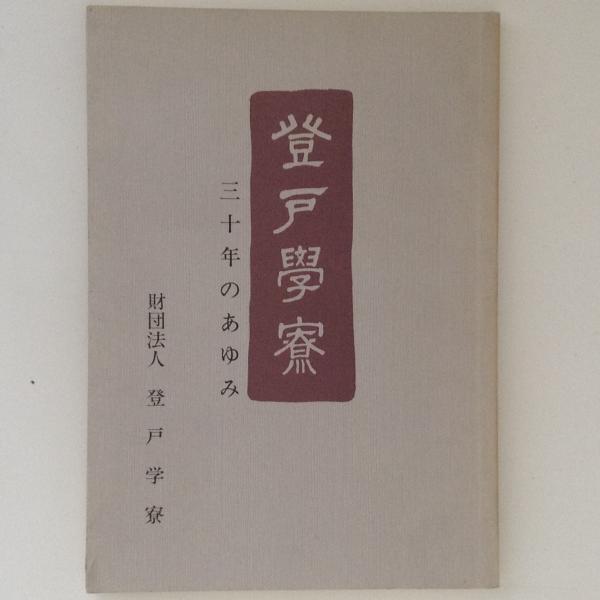 登戸學寮
三十年のあゆみ
財団法人 登戸学寮